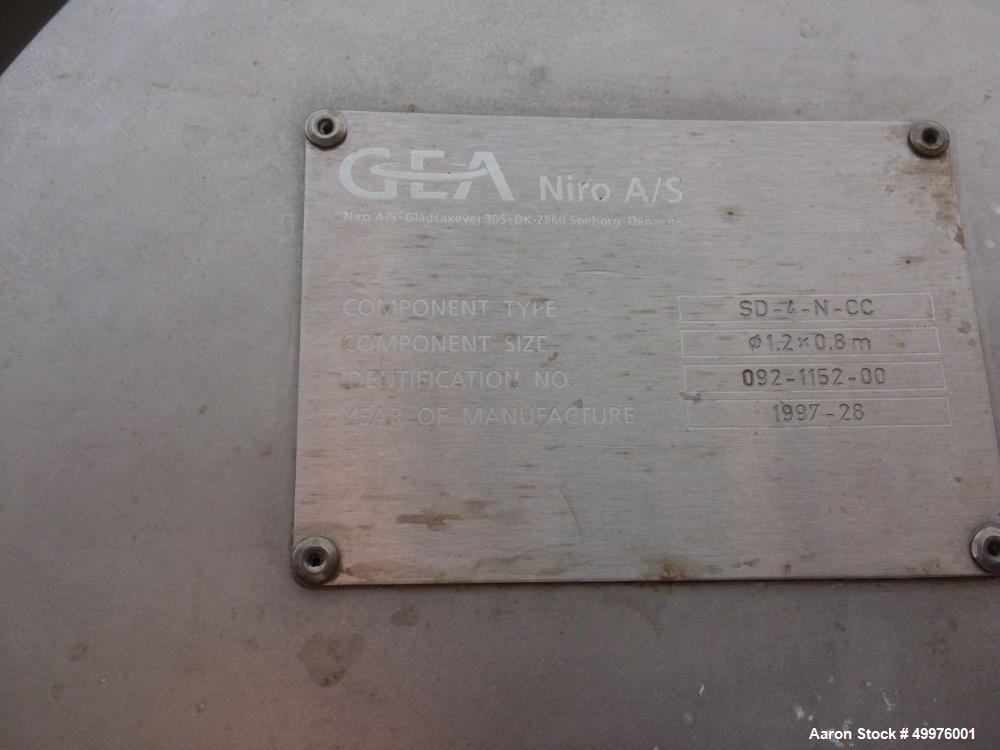 GEA Niro A/S
Niro A/S - Gladsaxevej 305 - DK-2860 Soeborg - Denmark
COMPONENT TYPE SD-4-N-CC
COMPONENT SIZE ø1.2×0.8m
IDENTIFICATION NO. 092-1152-00
YEAR OF MANUFACTURE 1997-28
Aaron Stock # 49976001